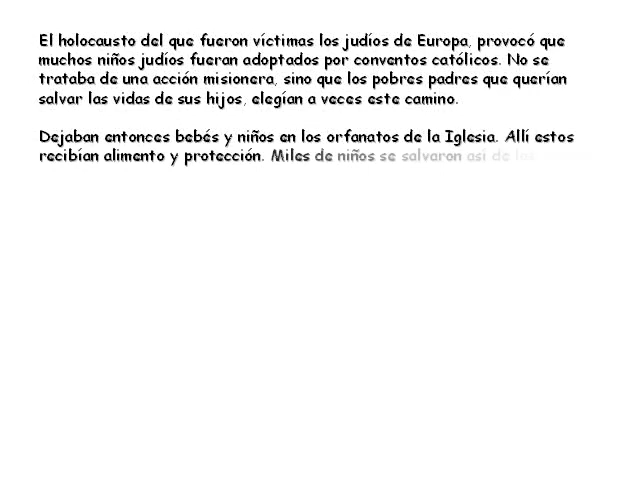 El holocausto del que fueron víctimas los judíos de Europa, provocó que
muchos niños judíos fueran adoptados por conventos católicos. No se
trataba de una acción misionera, sino que los pobres padres que querían
salvar las vidas de sus hijos, elegían a veces este camino.
Dejaban entonces bebés y niños en los orfanatos de la Iglesia. Allí estos
recibían alimento y protección. Miles de niños se salvaron asi de las